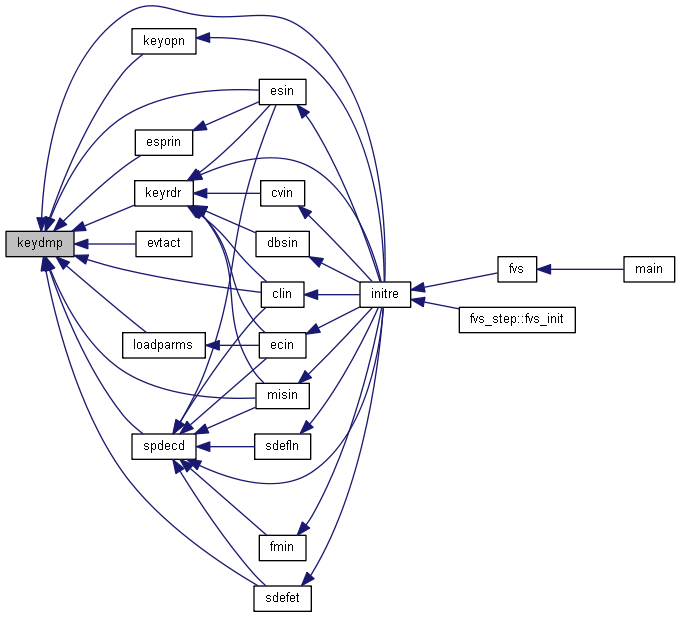 keyopn
esin
esprin
keyrdr
cvin
keydmp
evtact
dbsin
fvs
main
clin
initre
fvs_step::fvs_init
loadparms
ecin
misin
spdecd
sdefln
fmin
sdefet